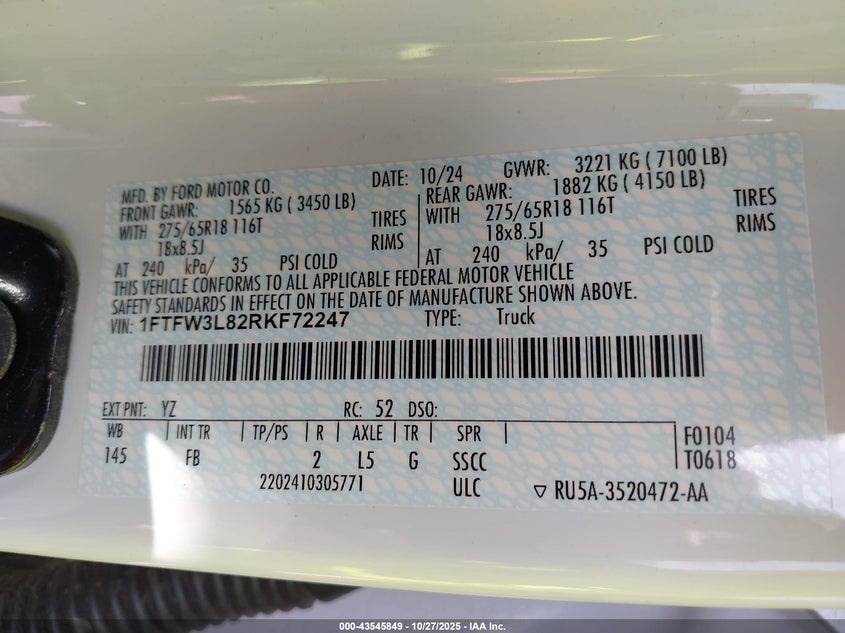 MFD. BY FORD MOTOR CO. DATE: 10/24 GVWR: 3221 KG ( 7100 LB)
FRONT GAWR: 1565 KG ( 3450 LB) REAR GAWR: 1882 KG ( 4150 LB)
WITH 275/65R18 116T TIRES WITH 275/65R18 116T TIRES
18x8.5J RIMS 18x8.5J RIMS
AT 240 kPa/ 35 PSI COLD AT 240 kPa/ 35 PSI COLD
THIS VEHICLE CONFORMS TO ALL APPLICABLE FEDERAL MOTOR VEHICLE
SAFETY STANDARDS IN EFFECT ON THE DATE OF MANUFACTURE SHOWN ABOVE.
VIN: 1FTFW3L82RKF72247 TYPE: Truck
EXT PNT: YZ RC: 52 DSO:
WB INT TR TP/PS R AXLE TR SPR F0104
145 FB 2 L5 G SSCC T0618
2202410305771 ULC ▽ RU5A-3520472-AA
000-43545849 | 10/27/2025 - IAA Inc.